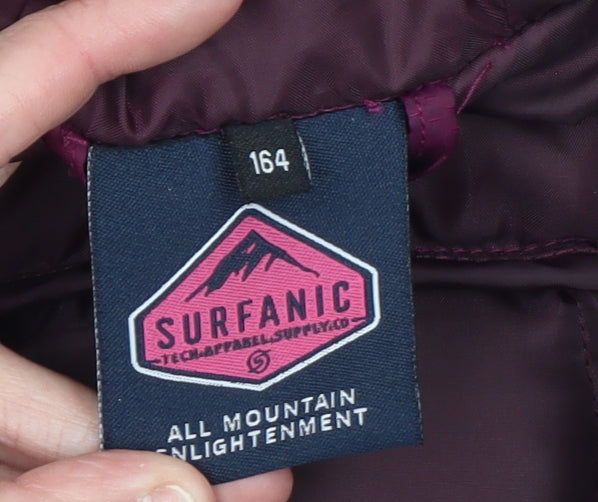 164
SURFANIC
TECH.APPAREL.SUPPLY.CO
ALL MOUNTAIN
ENLIGHTENMENT